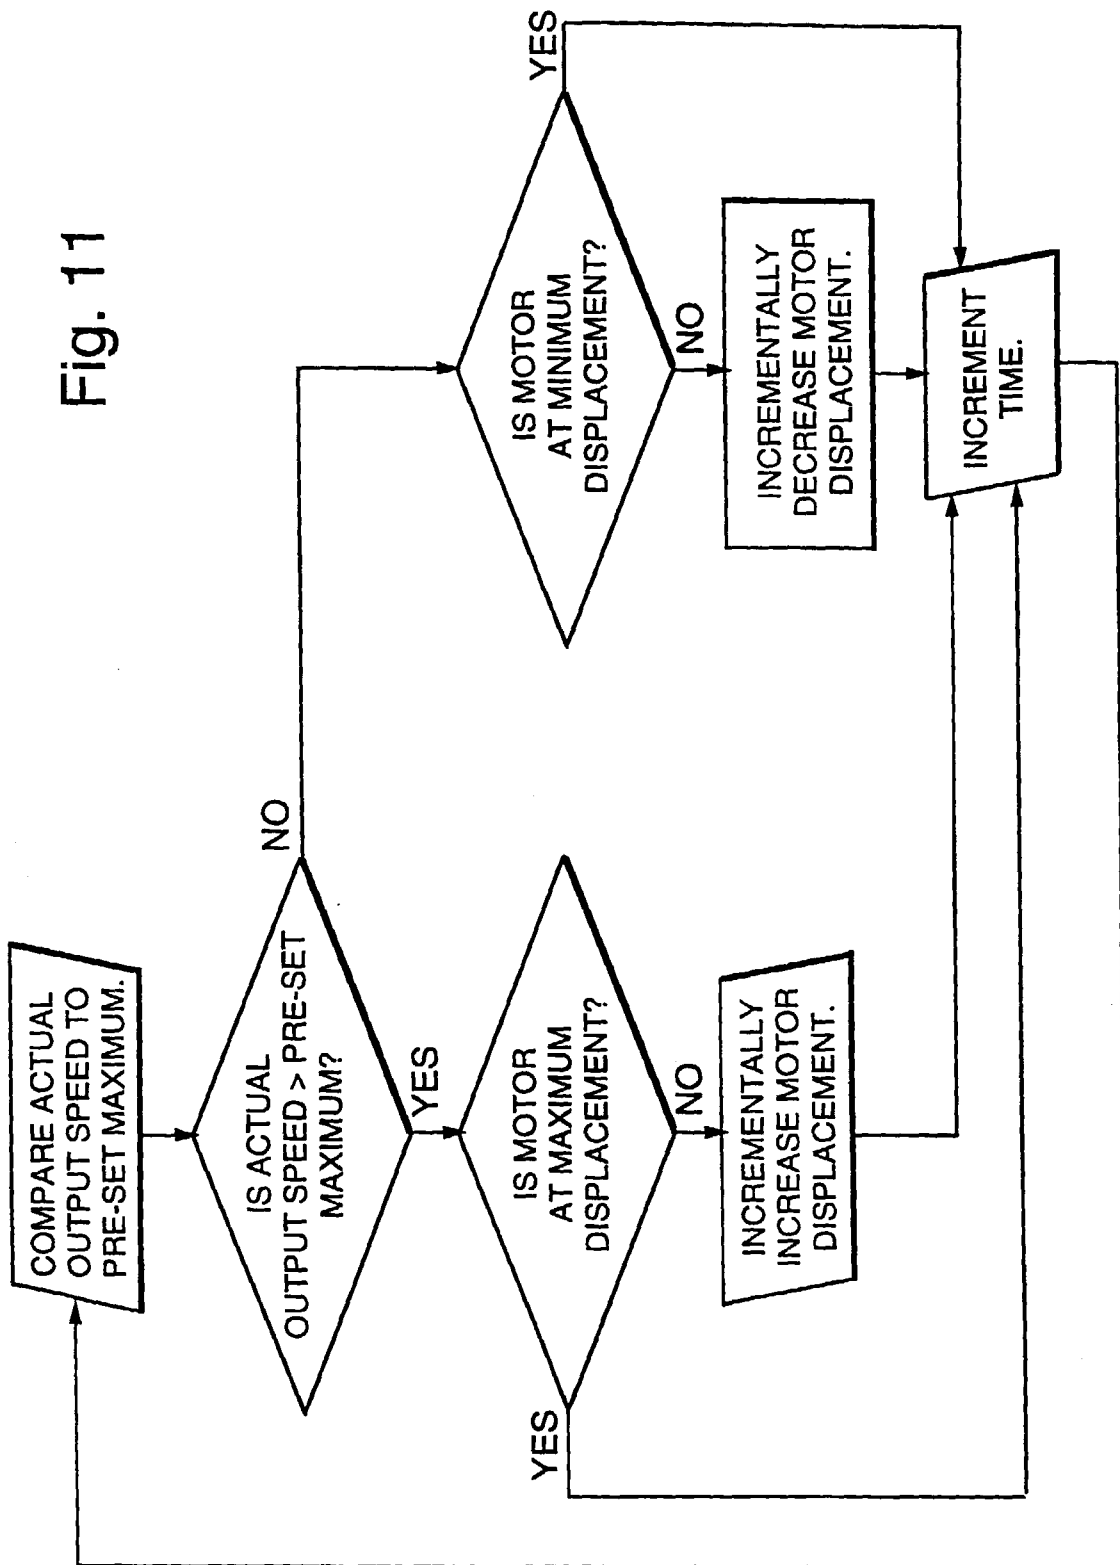 Fig. 11
COMPARE ACTUAL
OUTPUT SPEED TO
PRE-SET MAXIMUM.
IS ACTUAL
OUTPUT SPEED > PRE-SET
MAXIMUM?
NO
YES
IS MOTOR
AT MAXIMUM
DISPLACEMENT?
YES
NO
INCREMENTALLY
INCREASE MOTOR
DISPLACEMENT.
IS MOTOR
AT MINIMUM
DISPLACEMENT?
YES
NO
INCREMENTALLY
DECREASE MOTOR
DISPLACEMENT.
INCREMENT
TIME.